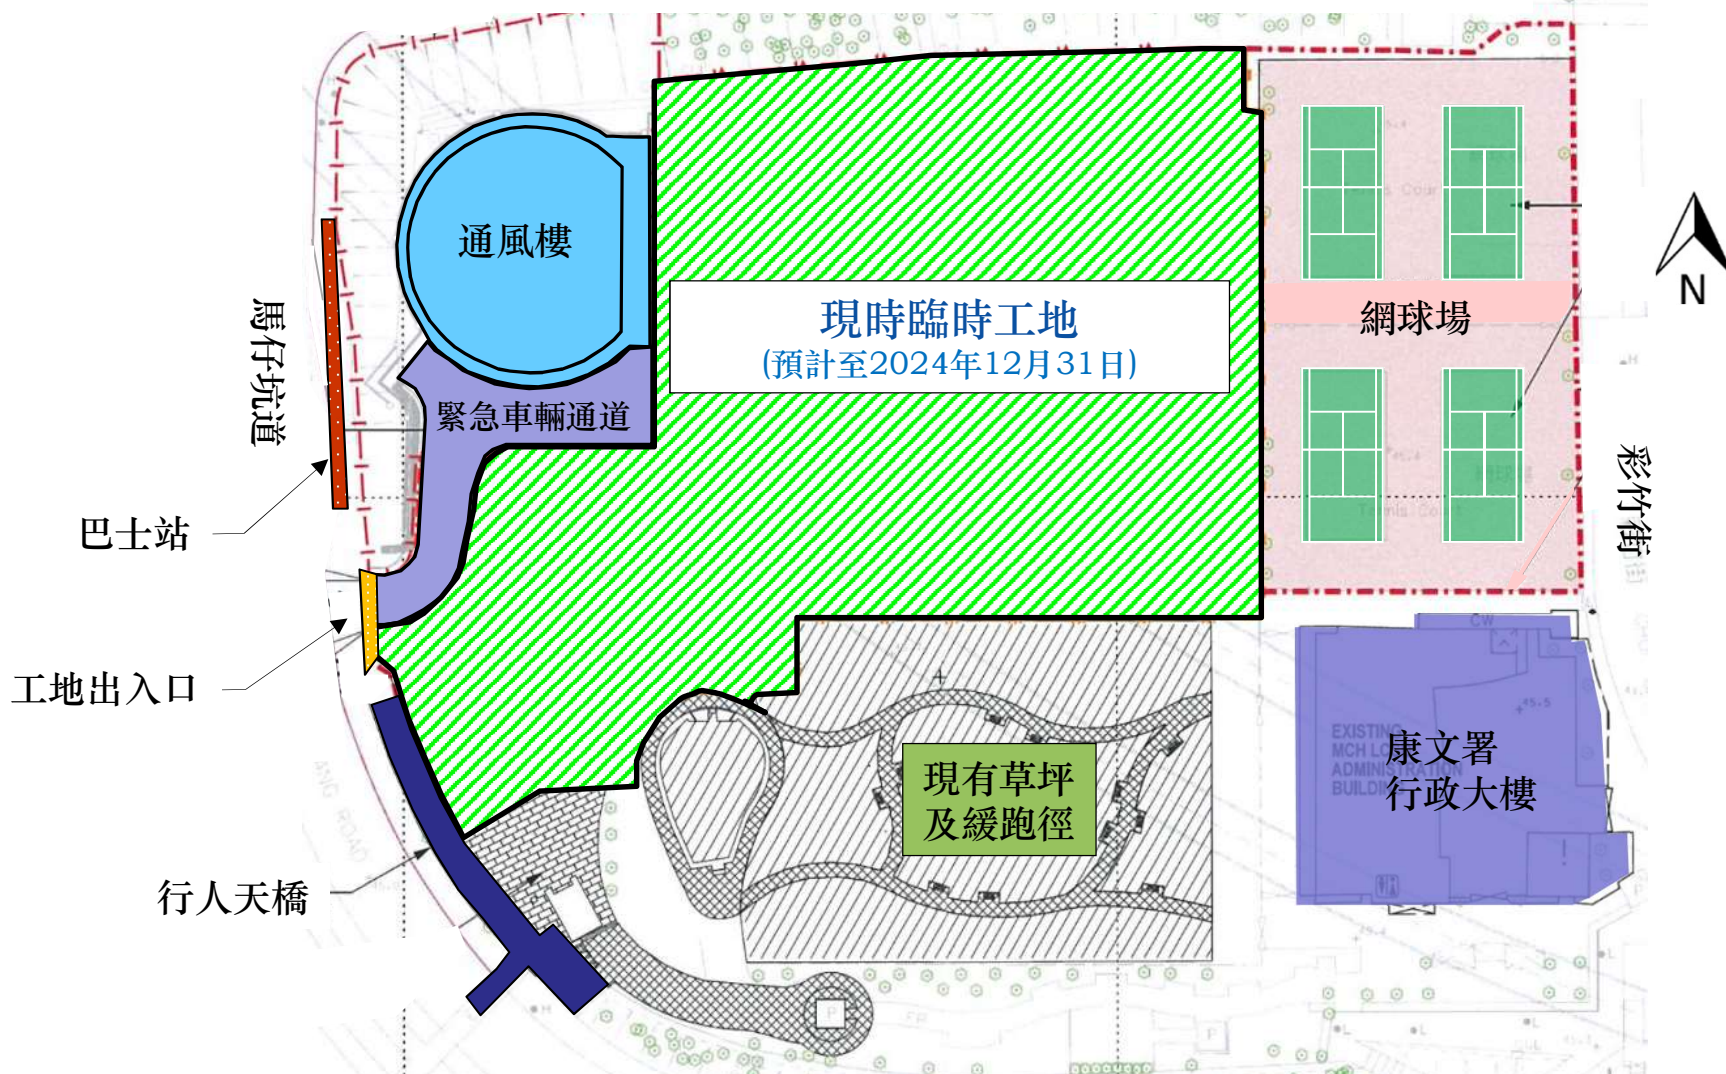 通風樓
現時臨時工地
(預計至2024年12月31日)
網球場
N
馬仔坑道
緊急車輛通道
彩竹街
巴士站
工地出入口
CW
EXISTING
ADMINISTRATION
康文署
行政大樓
現有草坪
及緩跑徑
行人天橋
P